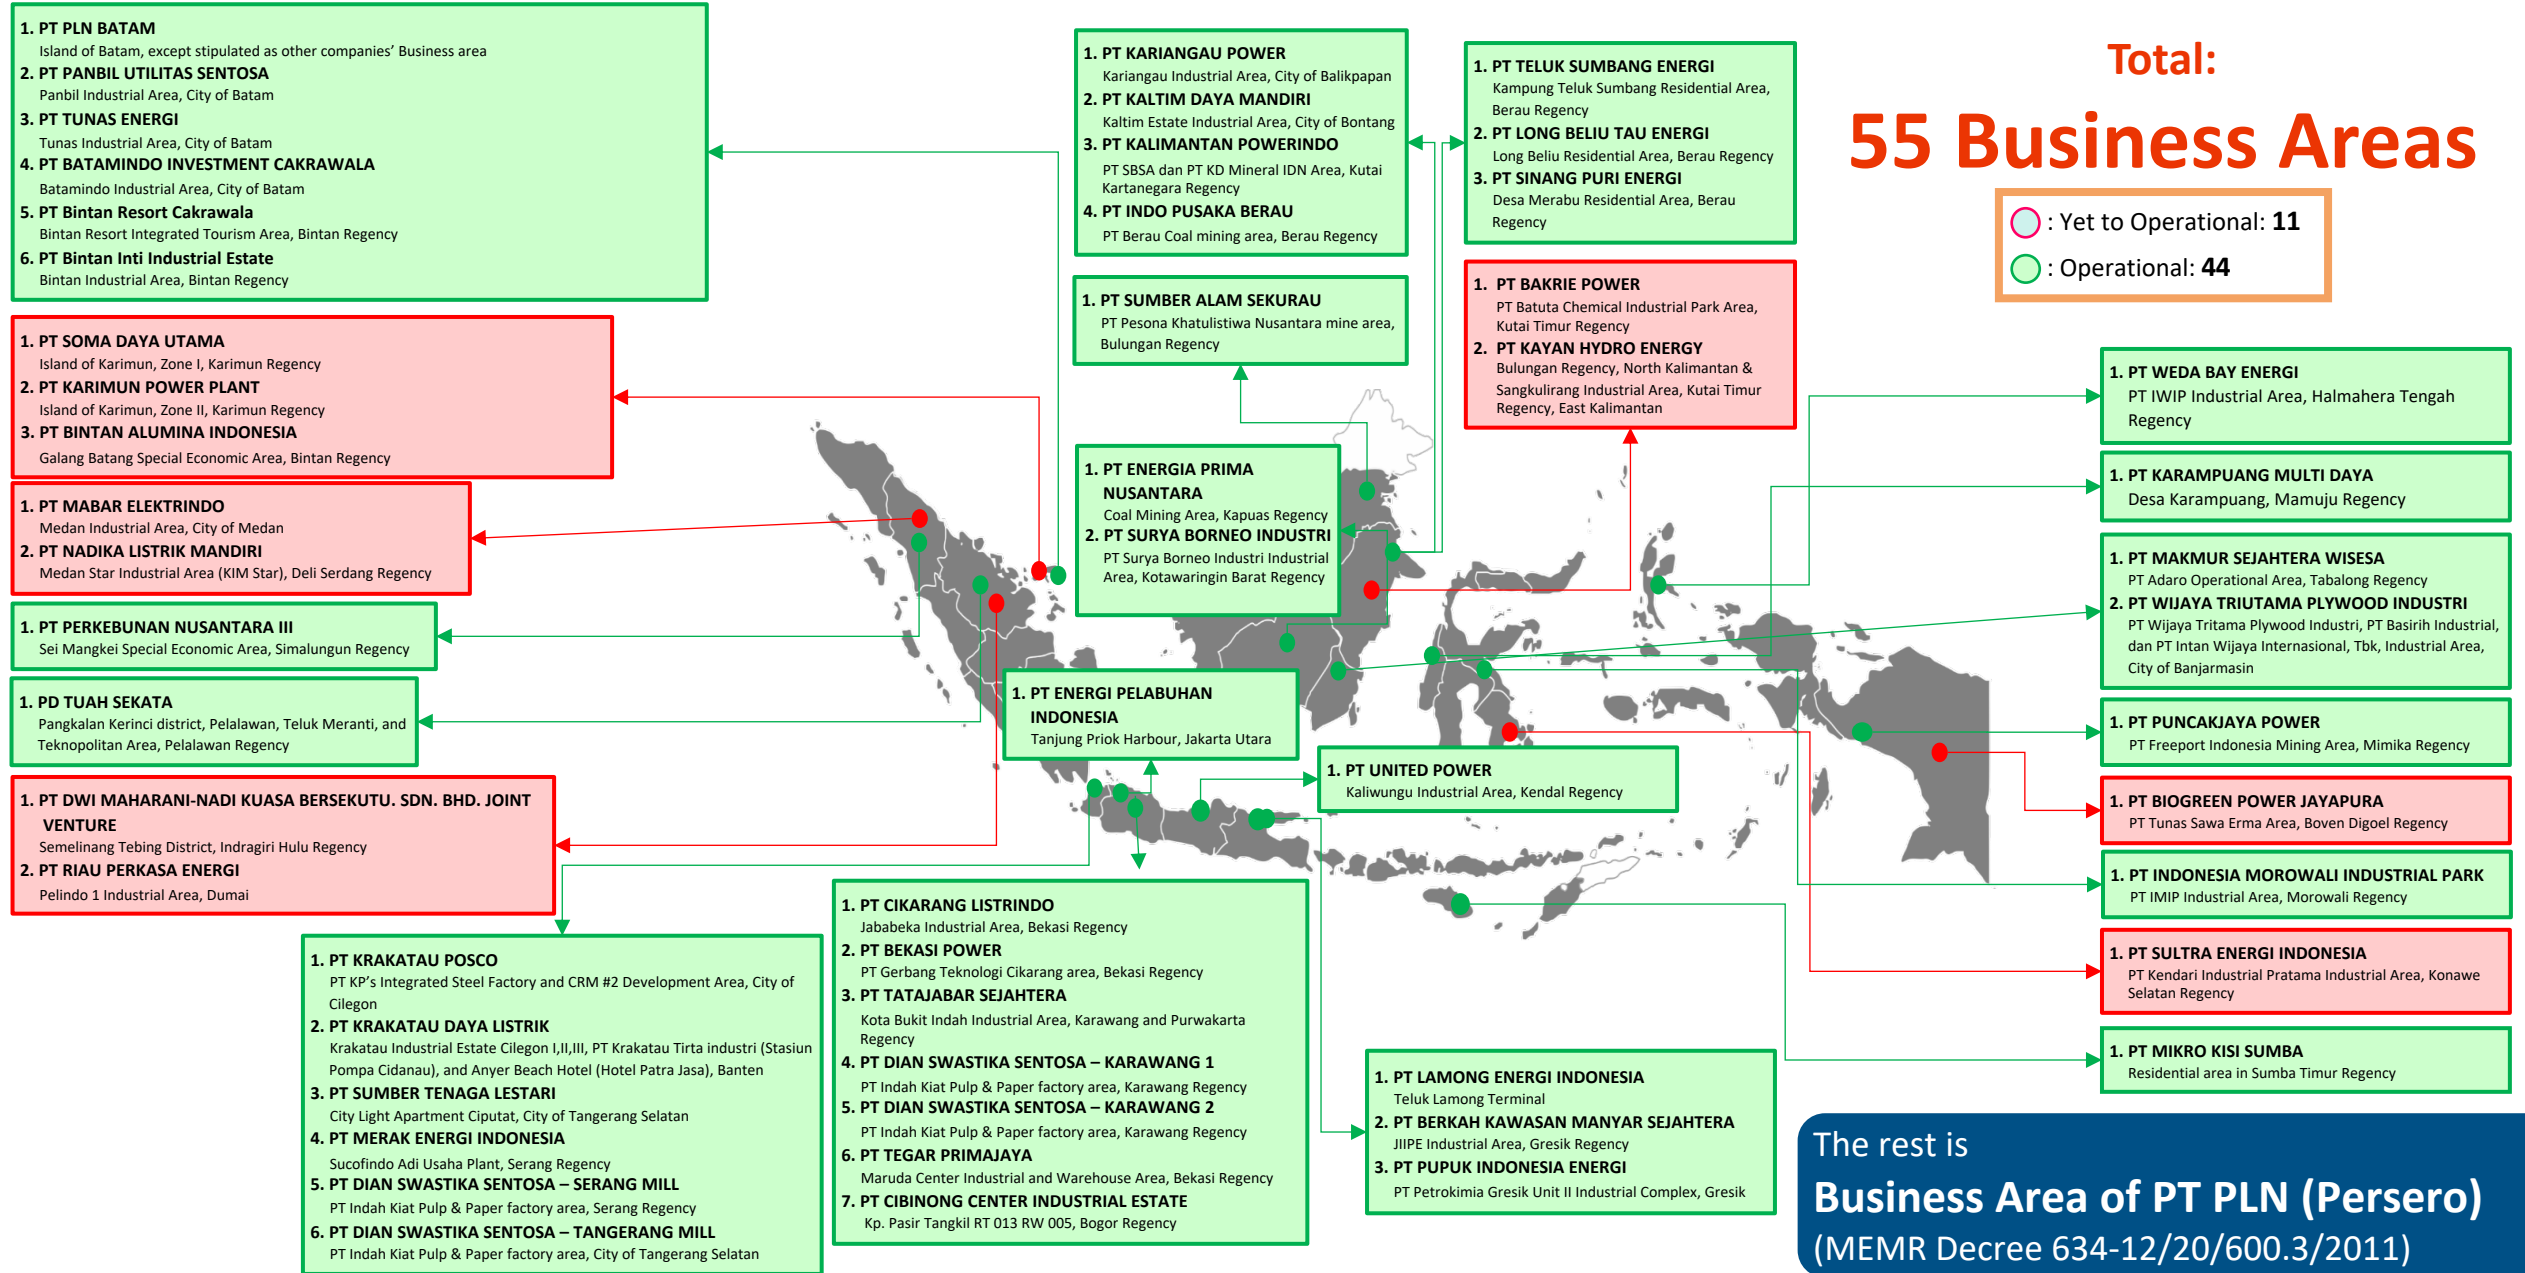 1. PT PLN BATAM
Island of Batam, except stipulated as other companies' Business area
2. PT PANBIL UTILITAS SENTOSA
Panbil Industrial Area, City of Batam
3. PT TUNAS ENERGI
Tunas Industrial Area, City of Batam
4. PT BATAMINDO INVESTMENT CAKRAWALA
Batamindo Industrial Area, City of Batam
5. PT Bintan Resort Cakrawala
Bintan Resort Integrated Tourism Area, Bintan Regency
6. PT Bintan Inti Industrial Estate
Bintan Industrial Area, Bintan Regency
1. PT SOMA DAYA UTAMA
Island of Karimun, Zone I, Karimun Regency
2. PT KARIMUN POWER PLANT
Island of Karimun, Zone II, Karimun Regency
3. PT BINTAN ALUMINA INDONESIA
Galang Batang Special Economic Area, Bintan Regency
1. PT MABAR ELEKTRINDO
Medan Industrial Area, City of Medan
2. PT NADIKA LISTRIK MANDIRI
Medan Star Industrial Area (KIM Star), Deli Serdang Regency
1. PT PERKEBUNAN NUSANTARA III
Sei Mangkei Special Economic Area, Simalungun Regency
1. PD TUAH SEKATA
Pangkalan Kerinci district, Pelalawan, Teluk Meranti, and
Teknopolitan Area, Pelalawan Regency
1. PT DWI MAHARANI-NADI KUASA BERSEKUTU. SDN. BHD. JOINT
VENTURE
Semelinang Tebing District, Indragiri Hulu Regency
2. PT RIAU PERKASA ENERGI
Pelindo 1 Industrial Area, Dumai
1. PT KRAKATAU POSCO
PT KP's Integrated Steel Factory and CRM #2 Development Area, City of
Cilegon
2. PT KRAKATAU DAYA LISTRIK
Krakatau Industrial Estate Cilegon I,II,III, PT Krakatau Tirta industri (Stasiun
Pompa Cidanau), and Anyer Beach Hotel (Hotel Patra Jasa), Banten
3. PT SUMBER TENAGA LESTARI
City Light Apartment Ciputat, City of Tangerang Selatan
4. PT MERAK ENERGI INDONESIA
Sucofindo Adi Usaha Plant, Serang Regency
5. PT DIAN SWASTIKA SENTOSA – SERANG MILL
PT Indah Kiat Pulp & Paper factory area, Serang Regency
6. PT DIAN SWASTIKA SENTOSA – TANGERANG MILL
PT Indah Kiat Pulp & Paper factory area, City of Tangerang Selatan
1. PT KARIANGAU POWER
Kariangau Industrial Area, City of Balikpapan
2. PT KALTIM DAYA MANDIRI
Kaltim Estate Industrial Area, City of Bontang
3. PT KALIMANTAN POWERINDO
PT SBSA dan PT KD Mineral IDN Area, Kutai
Kartanegara Regency
4. PT INDO PUSAKA BERAU
PT Berau Coal mining area, Berau Regency
1. PT SUMBER ALAM SEKURAU
PT Pesona Khatulistiwa Nusantara mine area,
Bulungan Regency
1. PT ENERGIA PRIMA
NUSANTARA
Coal Mining Area, Kapuas Regency
2. PT SURYA BORNEO INDUSTRI
PT Surya Borneo Industri Industrial
Area, Kotawaringin Barat Regency
1. PT ENERGI PELABUHAN
INDONESIA
Tanjung Priok Harbour, Jakarta Utara
1. PT UNITED POWER
Kaliwungu Industrial Area, Kendal Regency
1. PT CIKARANG LISTRINDO
Jababeka Industrial Area, Bekasi Regency
2. PT BEKASI POWER
PT Gerbang Teknologi Cikarang area, Bekasi Regency
3. PT TATAJABAR SEJAHTERA
Kota Bukit Indah Industrial Area, Karawang and Purwakarta
Regency
4. PT DIAN SWASTIKA SENTOSA – KARAWANG 1
PT Indah Kiat Pulp & Paper factory area, Karawang Regency
5. PT DIAN SWASTIKA SENTOSA – KARAWANG 2
PT Indah Kiat Pulp & Paper factory area, Karawang Regency
6. PT TEGAR PRIMAJAYA
Maruda Center Industrial and Warehouse Area, Bekasi Regency
7. PT CIBINONG CENTER INDUSTRIAL ESTATE
Kp. Pasir Tangkil RT 013 RW 005, Bogor Regency
1. PT LAMONG ENERGI INDONESIA
Teluk Lamong Terminal
2. PT BERKAH KAWASAN MANYAR SEJAHTERA
JIIPE Industrial Area, Gresik Regency
3. PT PUPUK INDONESIA ENERGI
PT Petrokimia Gresik Unit II Industrial Complex, Gresik
1. PT TELUK SUMBANG ENERGI
Kampung Teluk Sumbang Residential Area,
Berau Regency
2. PT LONG BELIU TAU ENERGI
Long Beliu Residential Area, Berau Regency
3. PT SINANG PURI ENERGI
Desa Merabu Residential Area, Berau
Regency
1. PT BAKRIE POWER
PT Batuta Chemical Industrial Park Area,
Kutai Timur Regency
2. PT KAYAN HYDRO ENERGY
Bulungan Regency, North Kalimantan &
Sangkulirang Industrial Area, Kutai Timur
Regency, East Kalimantan
Total:
55 Business Areas
: Yet to Operational: 11
: Operational: 44
1. PT WEDA BAY ENERGI
PT IWIP Industrial Area, Halmahera Tengah
Regency
1. PT KARAMPUANG MULTI DAYA
Desa Karampuang, Mamuju Regency
1. PT MAKMUR SEJAHTERA WISESA
PT Adaro Operational Area, Tabalong Regency
2. PT WIJAYA TRIUTAMA PLYWOOD INDUSTRI
PT Wijaya Tritama Plywood Industri, PT Basirih Industrial,
dan PT Intan Wijaya Internasional, Tbk, Industrial Area,
City of Banjarmasin
1. PT PUNCAKJAYA POWER
PT Freeport Indonesia Mining Area, Mimika Regency
1. PT BIOGREEN POWER JAYAPURA
PT Tunas Sawa Erma Area, Boven Digoel Regency
1. PT INDONESIA MOROWALI INDUSTRIAL PARK
PT IMIP Industrial Area, Morowali Regency
1. PT SULTRA ENERGI INDONESIA
PT Kendari Industrial Pratama Industrial Area, Konawe
Selatan Regency
1. PT MIKRO KISI SUMBA
Residential area in Sumba Timur Regency
The rest is
Business Area of PT PLN (Persero)
(MEMR Decree 634-12/20/600.3/2011)